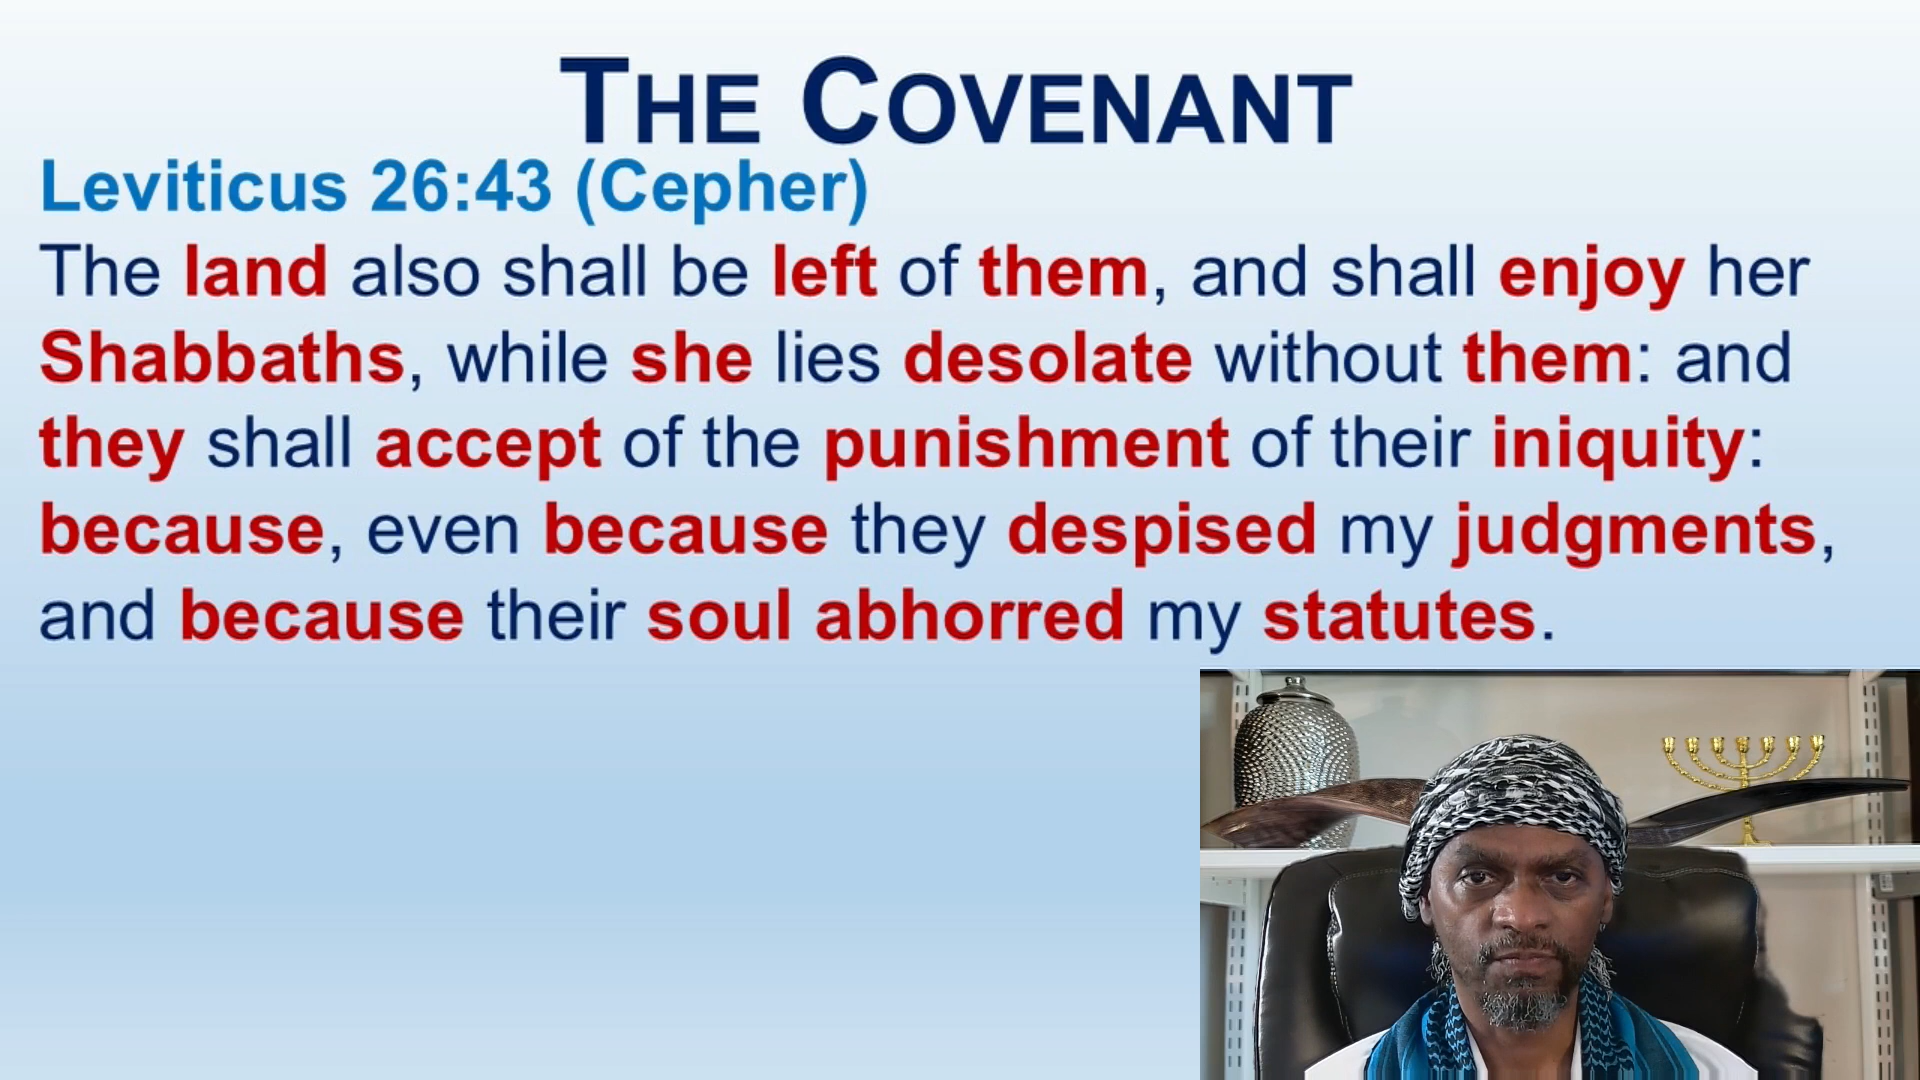 THE COVENANT
Leviticus 26:43 (Cepher)
The land also shall be left of them, and shall enjoy her
Shabbaths, while she lies desolate without them: and
they shall accept of the punishment of their iniquity:
because, even because they despised my judgments,
and because their soul abhorred my statutes.